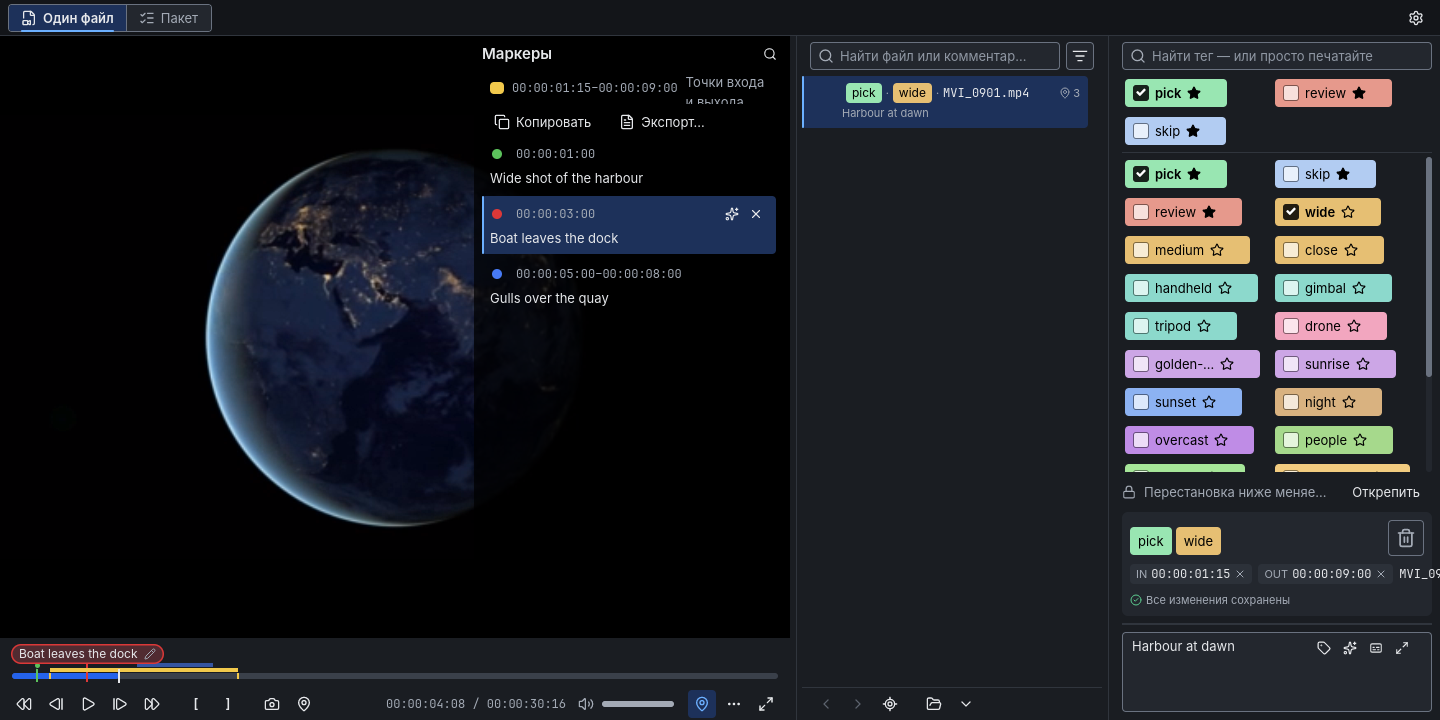 Один файл
Пакет
Маркеры
00:00:01:15–00:00:09:00
Точки входа
и выхода
Копировать
Экспорт...
00:00:01:00
Wide shot of the harbour
00:00:03:00
Boat leaves the dock
00:00:05:00–00:00:08:00
Gulls over the quay
Boat leaves the dock
[
]
00:00:04:08 / 00:00:30:16
Найти файл или комментар...
pick · wide · MVI_0901.mp4
3
Harbour at dawn
Найти тег — или просто печатайте
pick
review
skip
pick
skip
review
wide
medium
close
handheld
gimbal
tripod
drone
golden-...
sunrise
sunset
night
overcast
people
Перестановка ниже меняе...
Открепить
pick
wide
IN 00:00:01:15
OUT 00:00:09:00
MVI_09
Все изменения сохранены
Harbour at dawn